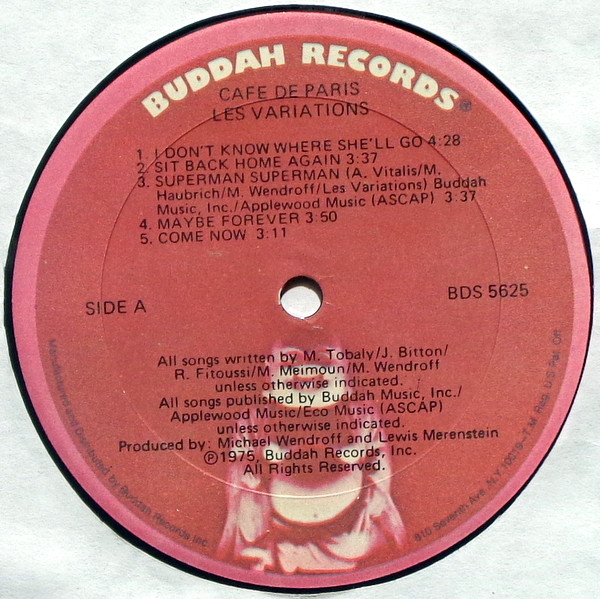 BUDDAH RECORDS
CAFE DE PARIS
LES VARIATIONS
1. I DON'T KNOW WHERE SHE'LL GO 4:28
2. SIT BACK HOME AGAIN 3:37
3. SUPERMAN SUPERMAN (A. Vitalis/M.
Haubrich/M. Wendroff/Les Variations) Buddah
Music, Inc./Applewood Music (ASCAP) 3:37
4. MAYBE FOREVER 3:50
5. COME NOW 3:11
SIDE A
BDS 5625
All songs written by M. Tobaly/J. Bitton/
R. Fitoussi/M. Meimoun/M. Wendroff
unless otherwise indicated.
All songs published by Buddah Music, Inc./
Applewood Music/Eco Music (ASCAP)
unless otherwise indicated.
Produced by: Michael Wendroff and Lewis Merenstein
℗1975, Buddah Records, Inc.
All Rights Reserved.
Manufactured and Distributed by Buddah Records Inc.
810 Seventh Ave. N.Y. 10019 - T.M. Reg. U.S. Pat. Off.